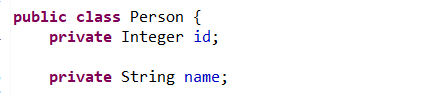 public class Person {
    private Integer id;
    private String name;